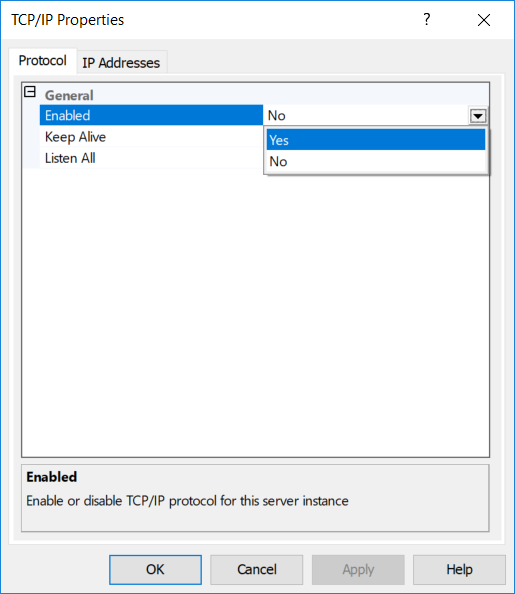 TCP/IP Properties
?
Protocol
IP Addresses
General
Enabled No
Keep Alive
Yes
Listen All
No
Enabled
Enable or disable TCP/IP protocol for this server instance
OK Cancel Apply Help